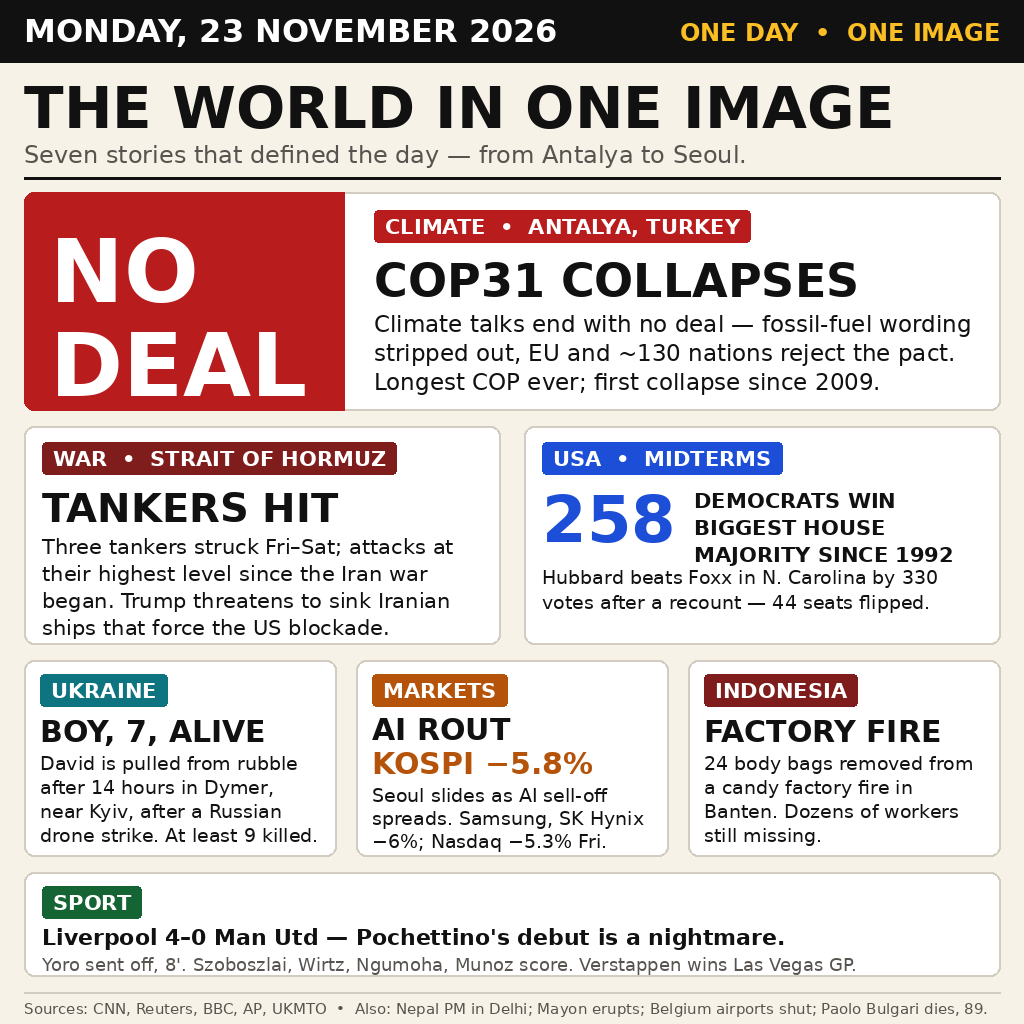 MONDAY, 23 NOVEMBER 2026
ONE DAY • ONE IMAGE
THE WORLD IN ONE IMAGE
Seven stories that defined the day — from Antalya to Seoul.
NO
DEAL
CLIMATE • ANTALYA, TURKEY
COP31 COLLAPSES
Climate talks end with no deal — fossil-fuel wording
stripped out, EU and ~130 nations reject the pact.
Longest COP ever; first collapse since 2009.
WAR • STRAIT OF HORMUZ
TANKERS HIT
Three tankers struck Fri–Sat; attacks at
their highest level since the Iran war
began. Trump threatens to sink Iranian
ships that force the US blockade.
USA • MIDTERMS
258
DEMOCRATS WIN
BIGGEST HOUSE
MAJORITY SINCE 1992
Hubbard beats Foxx in N. Carolina by 330
votes after a recount — 44 seats flipped.
UKRAINE
BOY, 7, ALIVE
David is pulled from rubble
after 14 hours in Dymer,
near Kyiv, after a Russian
drone strike. At least 9 killed.
MARKETS
AI ROUT
KOSPI −5.8%
Seoul slides as AI sell-off
spreads. Samsung, SK Hynix
−6%; Nasdaq −5.3% Fri.
INDONESIA
FACTORY FIRE
24 body bags removed from
a candy factory fire in
Banten. Dozens of workers
still missing.
SPORT
Liverpool 4–0 Man Utd — Pochettino's debut is a nightmare.
Yoro sent off, 8'. Szoboszlai, Wirtz, Ngumoha, Munoz score. Verstappen wins Las Vegas GP.
Sources: CNN, Reuters, BBC, AP, UKMTO • Also: Nepal PM in Delhi; Mayon erupts; Belgium airports shut; Paolo Bulgari dies, 89.